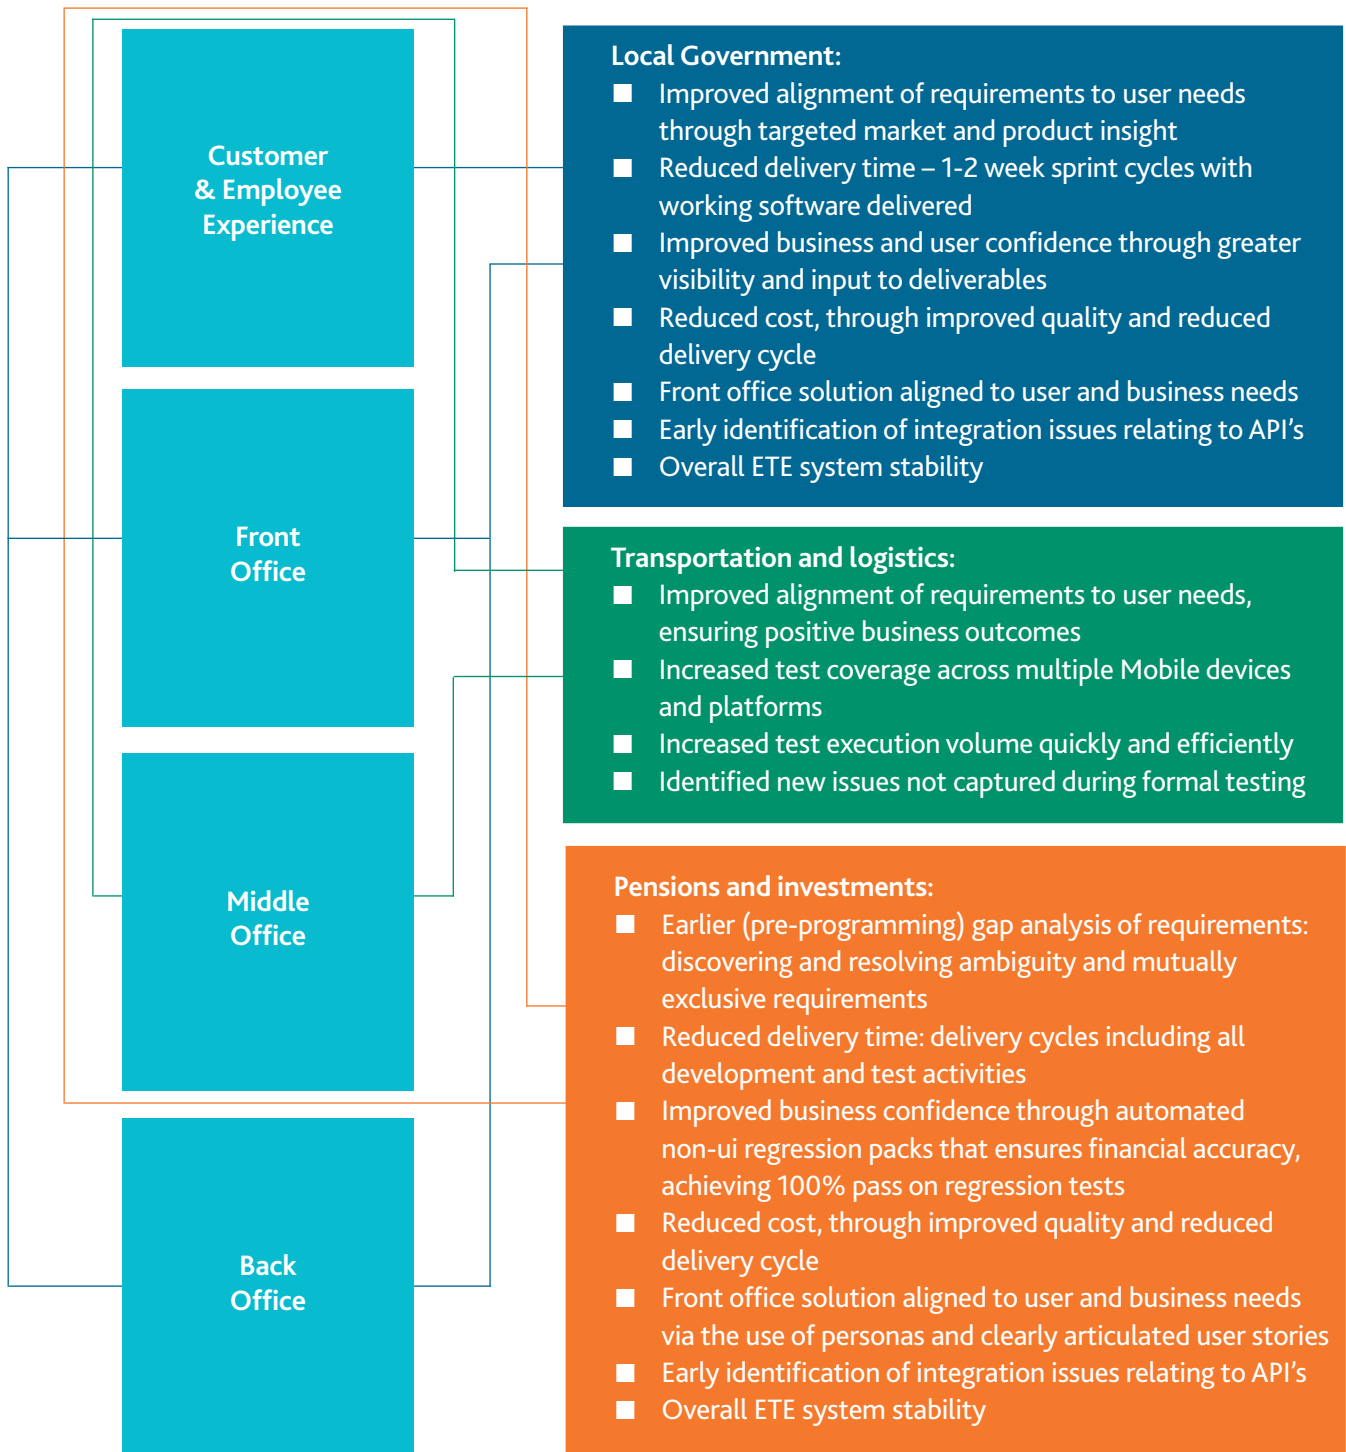 Customer
& Employee
Experience
Front
Office
Middle
Office
Back
Office
Local Government:
Improved alignment of requirements to user needs
through targeted market and product insight
Reduced delivery time – 1-2 week sprint cycles with
working software delivered
Improved business and user confidence through greater
visibility and input to deliverables
Reduced cost, through improved quality and reduced
delivery cycle
Front office solution aligned to user and business needs
Early identification of integration issues relating to API's
Overall ETE system stability
Transportation and logistics:
Improved alignment of requirements to user needs,
ensuring positive business outcomes
Increased test coverage across multiple Mobile devices
and platforms
Increased test execution volume quickly and efficiently
Identified new issues not captured during formal testing
Pensions and investments:
Earlier (pre-programming) gap analysis of requirements:
discovering and resolving ambiguity and mutually
exclusive requirements
Reduced delivery time: delivery cycles including all
development and test activities
Improved business confidence through automated
non-ui regression packs that ensures financial accuracy,
achieving 100% pass on regression tests
Reduced cost, through improved quality and reduced
delivery cycle
Front office solution aligned to user and business needs
via the use of personas and clearly articulated user stories
Early identification of integration issues relating to API's
Overall ETE system stability